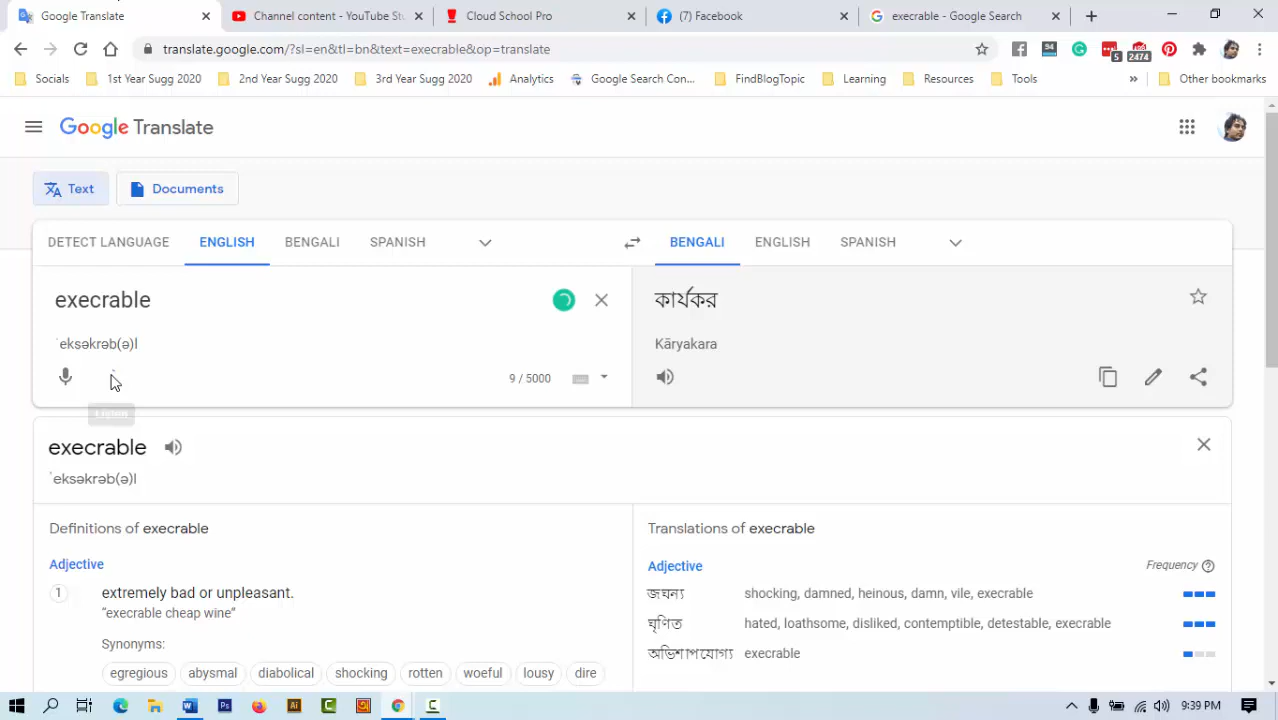 Google Translate
Channel content - YouTube St
Cloud School Pro
(7) Facebook
execrable - Google Search
translate.google.com/?sl=en&tl=bn&text=execrable&op=translate
94
5
2474
Socials
1st Year Sugg 2020
2nd Year Sugg 2020
3rd Year Sugg 2020
Analytics
Google Search Con...
FindBlogTopic
Learning
Resources
Tools
»
Other bookmarks
Google Translate
Text
Documents
DETECT LANGUAGE
ENGLISH
BENGALI
SPANISH
BENGALI
ENGLISH
SPANISH
execrable
ˈeksəkrəb(ə)l
9 / 5000
কার্যকর
Kāryakara
execrable
ˈeksəkrəb(ə)l
Definitions of execrable
Adjective
1
extremely bad or unpleasant.
"execrable cheap wine"
Synonyms:
egregious
abysmal
diabolical
shocking
rotten
woeful
lousy
dire
Translations of execrable
Adjective
Frequency
জঘন্য
shocking, damned, heinous, damn, vile, execrable
ঘৃণিত
hated, loathsome, disliked, contemptible, detestable, execrable
অভিশাপযোগ্য
execrable
9:39 PM